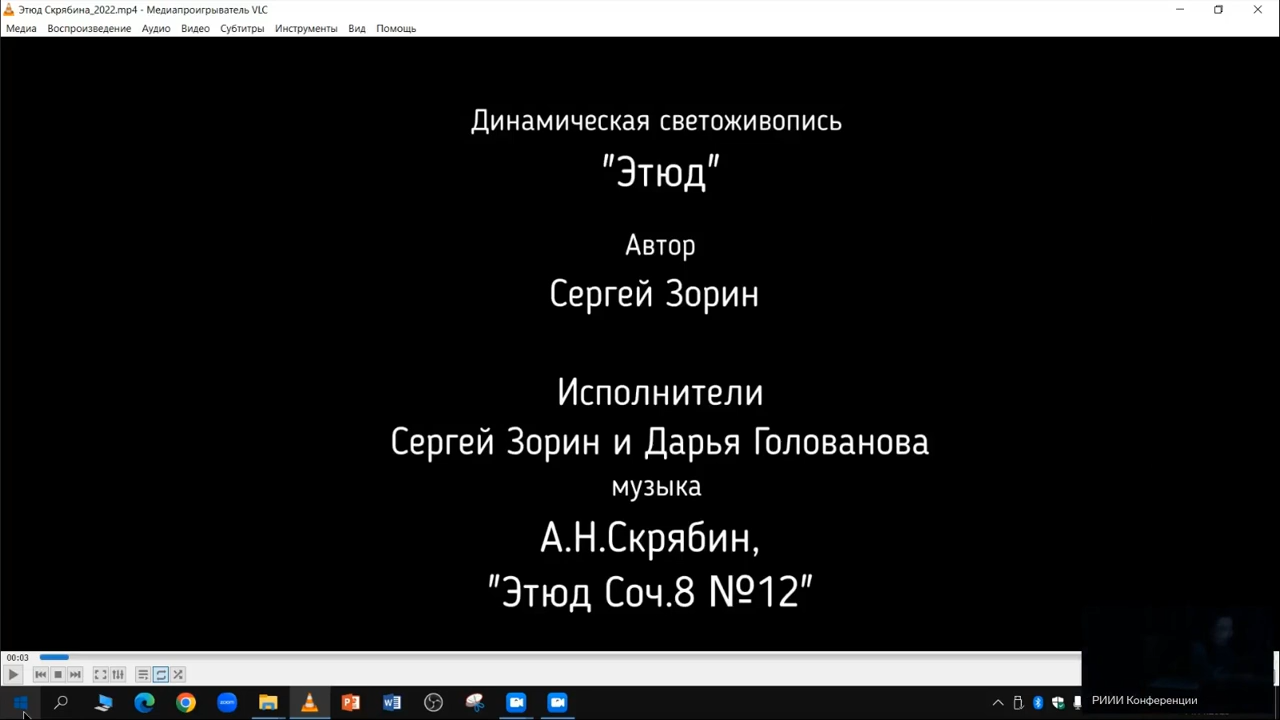 Этюд Скрябина_2022.mp4 - Медиапроигрыватель VLC
Медиа Воспроизведение Аудио Видео Субтитры Инструменты Вид Помощь
Динамическая светоживопись
"Этюд"
Автор
Сергей Зорин
Исполнители
Сергей Зорин и Дарья Голованова
музыка
А.Н.Скрябин,
"Этюд Соч.8 №12"
00:03
zoom
РИИИ Конференции